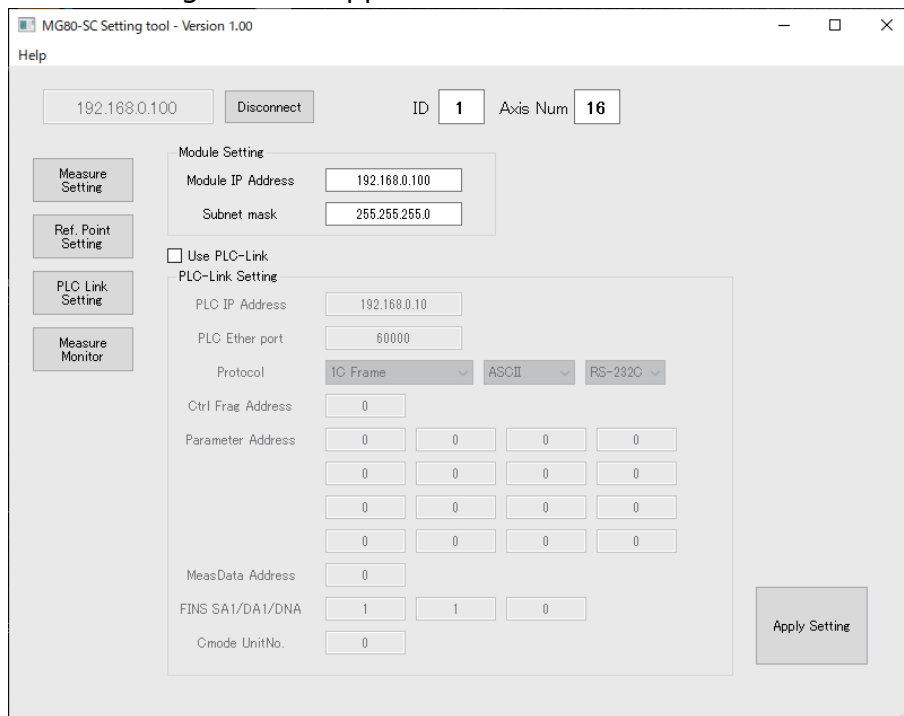 MG80-SC Setting tool - Version 1.00
Help
192.168.0.100 Disconnect ID 1 Axis Num 16
Measure Setting
Ref. Point Setting
PLC Link Setting
Measure Monitor
Module Setting
Module IP Address 192.168.0.100
Subnet mask 255.255.255.0
Use PLC-Link
PLC-Link Setting
PLC IP Address 192.168.0.10
PLC Ether port 60000
Protocol 1C Frame ASCII RS-232C
Ctrl Frag Address 0
Parameter Address 0 0 0 0
0 0 0 0
0 0 0 0
0 0 0 0
MeasData Address 0
FINS SA1/DA1/DNA 1 1 0
Cmode UnitNo. 0
Apply Setting